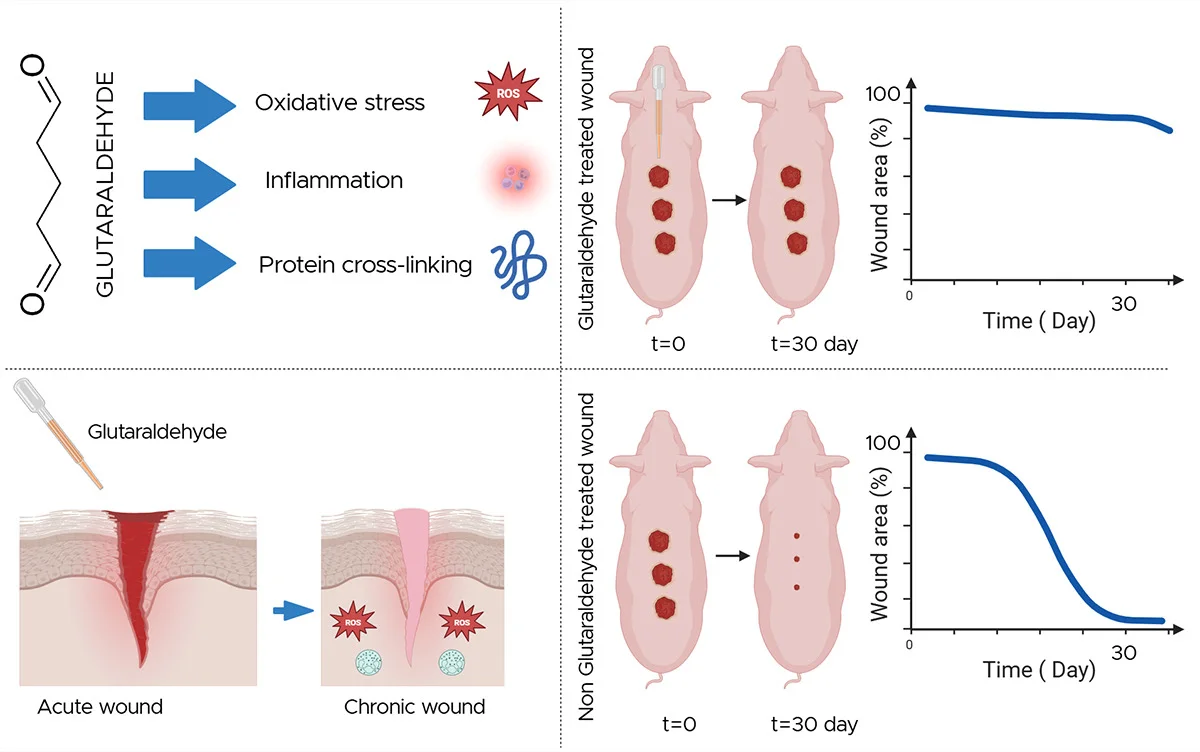 O
GLUTARALDEHYDE
O
Oxidative stress
ROS
Inflammation
Protein cross-linking
Glutaraldehyde treated wound
t=0
t=30 day
100
Wound area (%)
0
30
Time ( Day)
Glutaraldehyde
ROS
ROS
Acute wound
Chronic wound
Non Glutaraldehyde treated wound
t=0
t=30 day
100
Wound area (%)
0
30
Time ( Day)